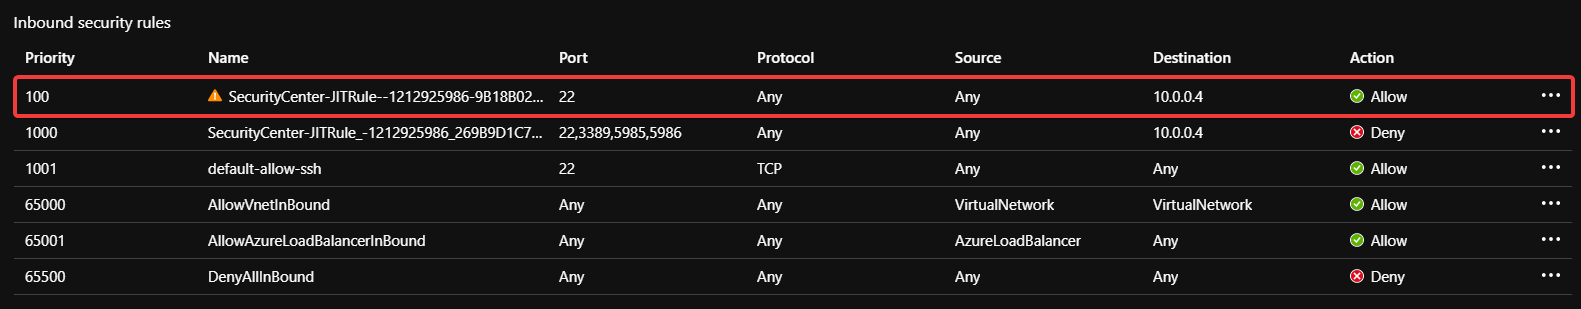 Inbound security rules
Priority Name Port Protocol Source Destination Action
100 SecurityCenter-JITRule--1212925986-9B18B02... 22 Any Any 10.0.0.4 Allow ...
1000 SecurityCenter-JITRule_-1212925986_269B9D1C7... 22,3389,5985,5986 Any Any 10.0.0.4 Deny ...
1001 default-allow-ssh 22 TCP Any Any Allow ...
65000 AllowVnetInBound Any Any VirtualNetwork VirtualNetwork Allow ...
65001 AllowAzureLoadBalancerInBound Any Any AzureLoadBalancer Any Allow ...
65500 DenyAllInBound Any Any Any Any Deny ...